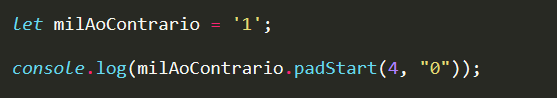 let milAoContrario = '1';
console.log(milAoContrario.padStart(4, "0"));